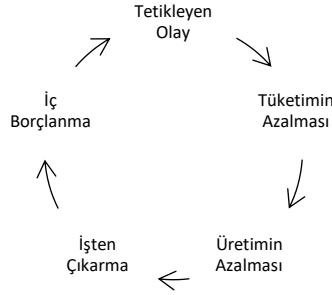 Tetikleyen
Olay
Tüketimin
Azalması
Üretimin
Azalması
İşten
Çıkarma
İç
Borçlanma